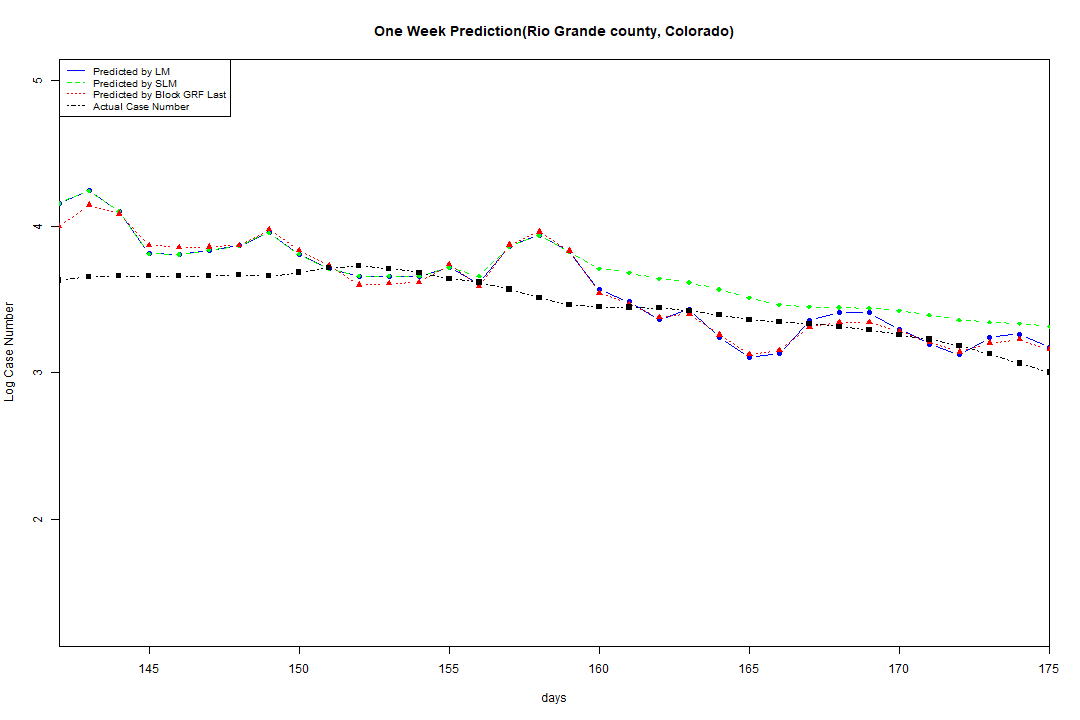 One Week Prediction(Rio Grande county, Colorado)
Predicted by LM
Predicted by SLM
Predicted by Block GRF Last
Actual Case Number
5
4
3
2
Log Case Number
145 150 155 160 165 170 175
days